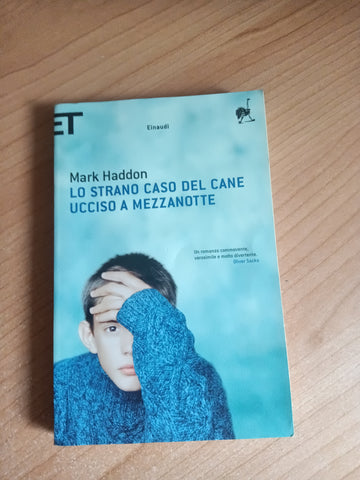 ET
Einaudi
Mark Haddon
LO STRANO CASO DEL CANE
UCCISO A MEZZANOTTE
Un romanzo commovente,
verosimile e molto divertente.
Oliver Sacks